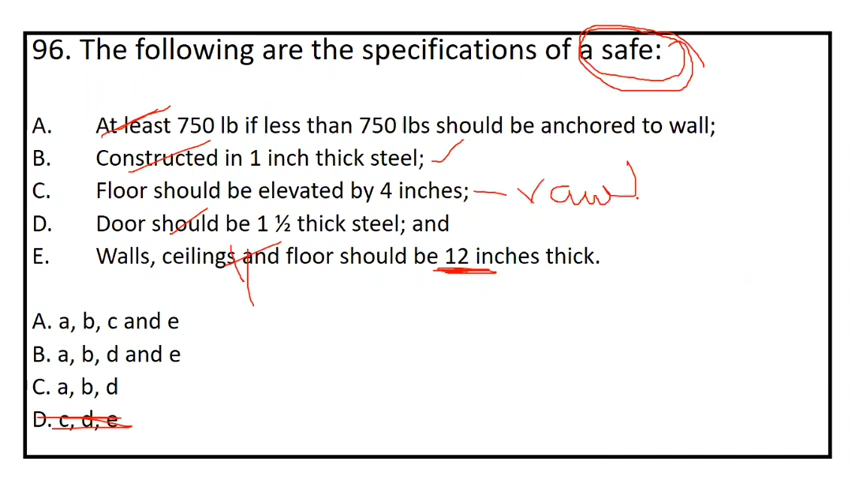 96. The following are the specifications of a safe:
A. At least 750 lb if less than 750 lbs should be anchored to wall;
B. Constructed in 1 inch thick steel;
C. Floor should be elevated by 4 inches;
D. Door should be 1 ½ thick steel; and
E. Walls, ceilings and floor should be 12 inches thick.
A. a, b, c and e
B. a, b, d and e
C. a, b, d
D. c, d, e